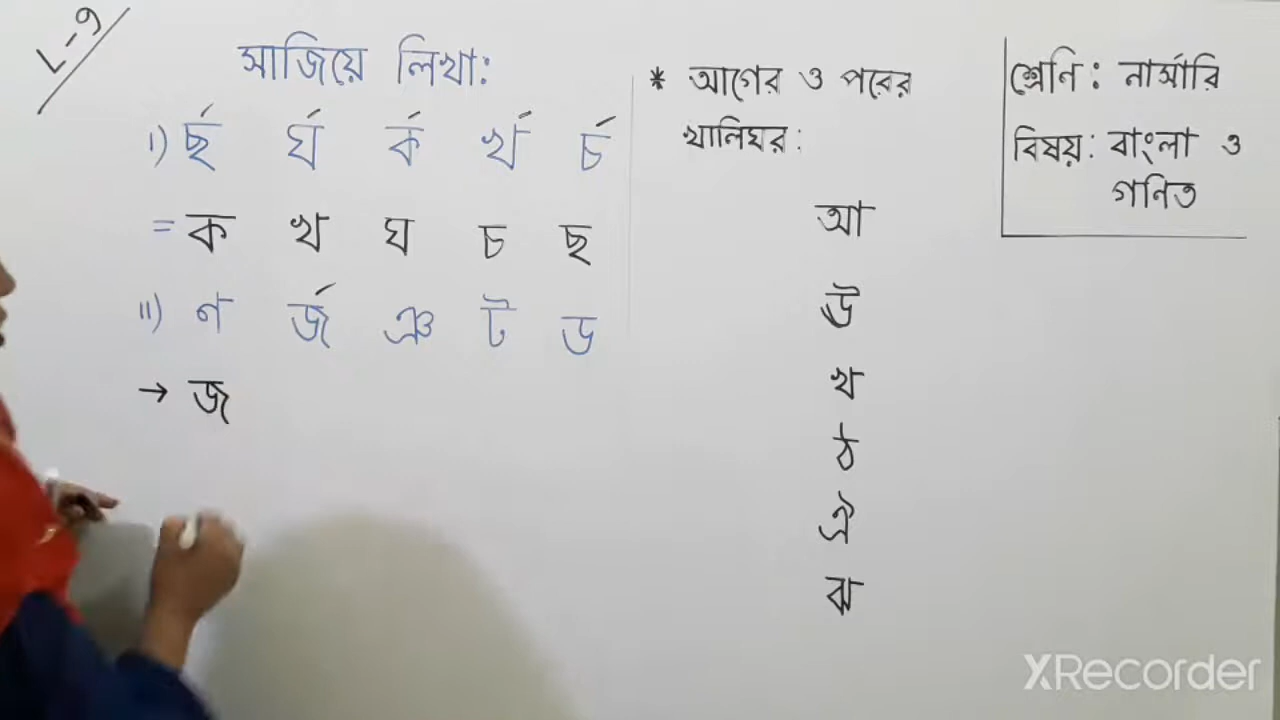 L-9
সাজিয়ে লিখা:
i) ছ ঘ ক খ চ
= ক খ ঘ চ ছ
ii) ণ জ ঞ ট ড
→ জ
* আগের ও পরের
খালিঘর:
আ
ঊ
খ
ঠ
ঐ
ঝ
শ্রেনি: নার্সারি
বিষয়: বাংলা ও
গনিত
XRecorder